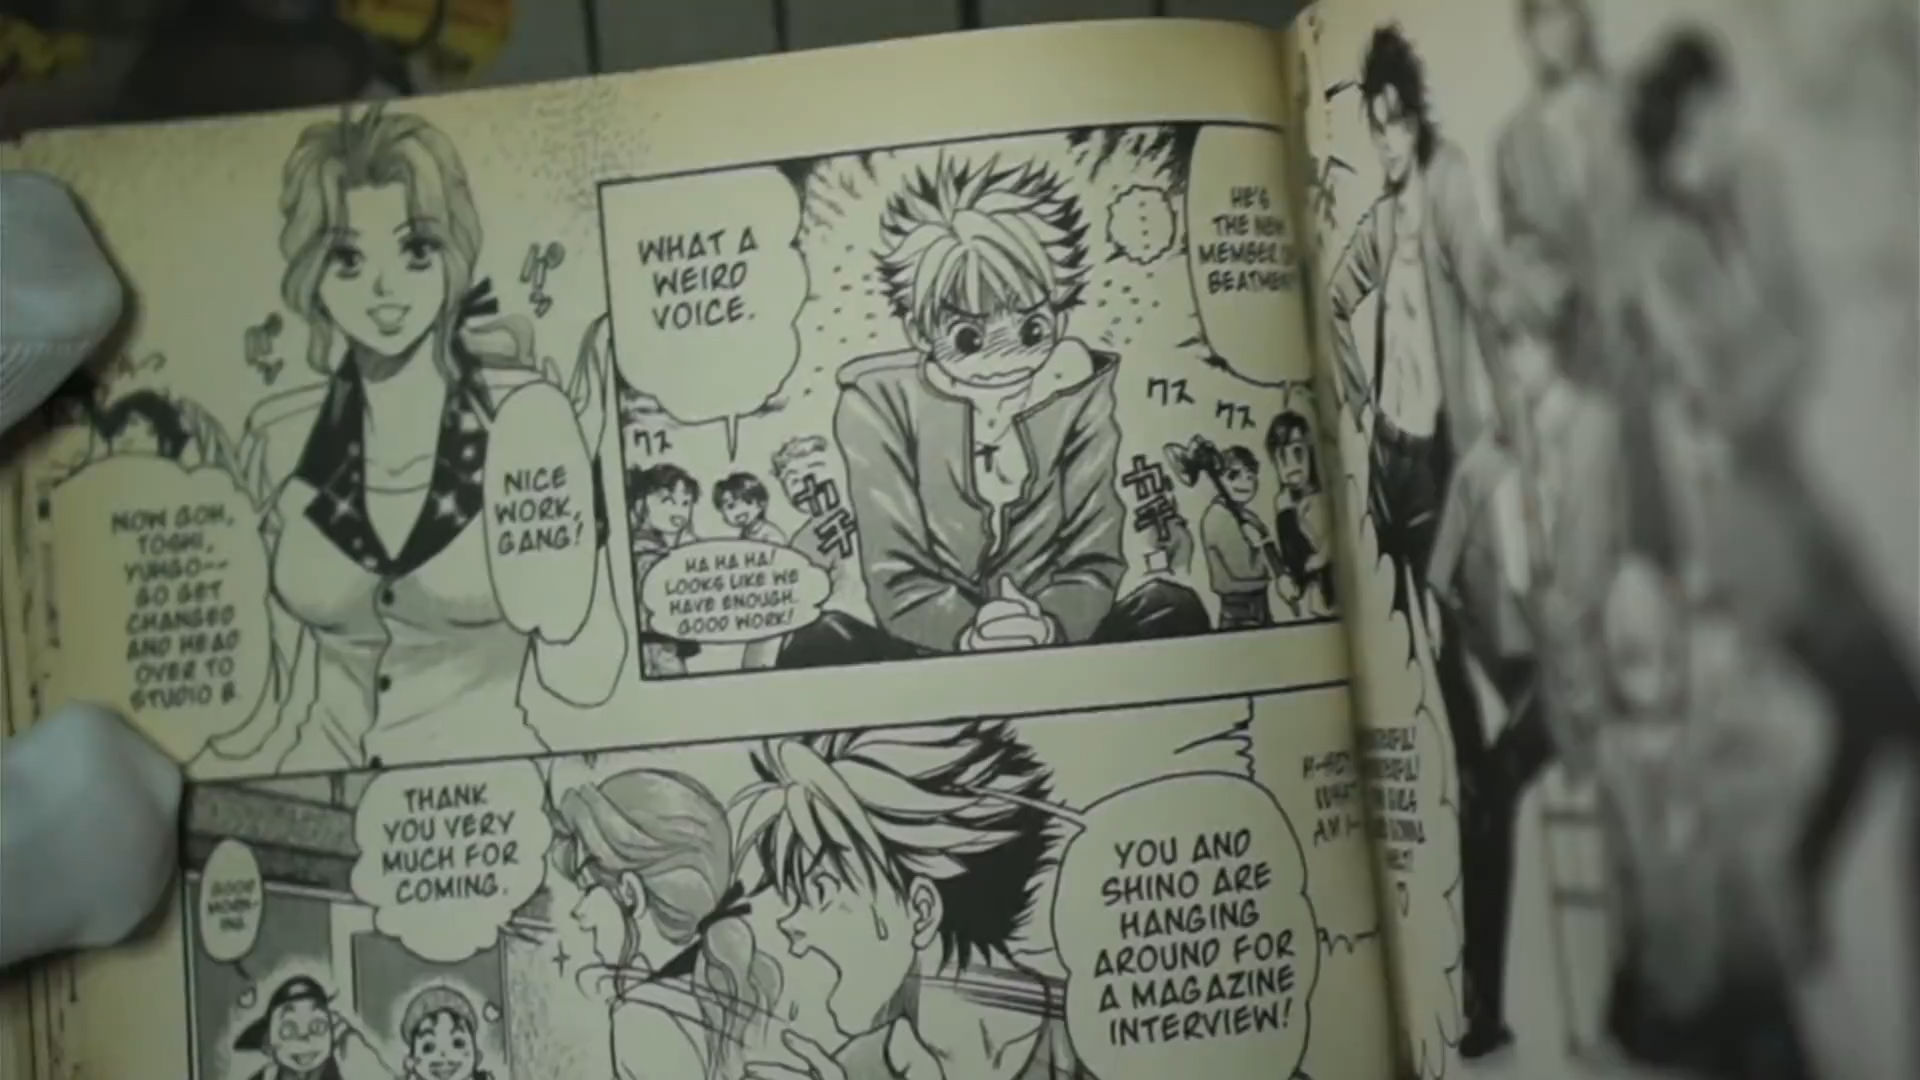 HE'S
THE NEW
MEMBER
WHAT A
WEIRD
VOICE.
クス
クス
クス
カチ
カチ
HA HA HA!
LOOKS LIKE WE
HAVE ENOUGH.
GOOD WORK!
NICE
WORK,
GANG!
NOW GOH,
TOSHI,
YUHGO--
GO GET
CHANGED
AND HEAD
OVER TO
STUDIO B.
YOU AND
SHINO ARE
HANGING
AROUND FOR
A MAGAZINE
INTERVIEW!
THANK
YOU VERY
MUCH FOR
COMING.
GOOD
MORN-
ING.